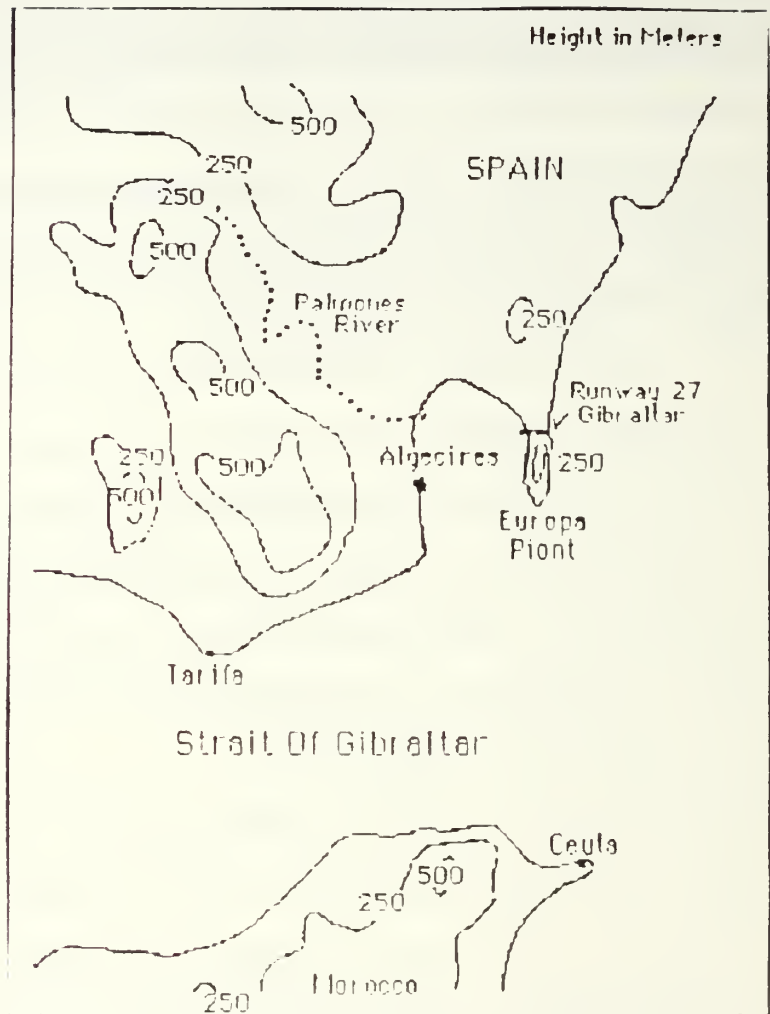 Height in Meters
500
250
SPAIN
250
500
River
250
500
Runway 27
Gibraltar
250
500
Algecires
250
500
Europa
Piont
Tarifa
Strait Of Gibraltar
Ceuta
500
250
Morocco
250